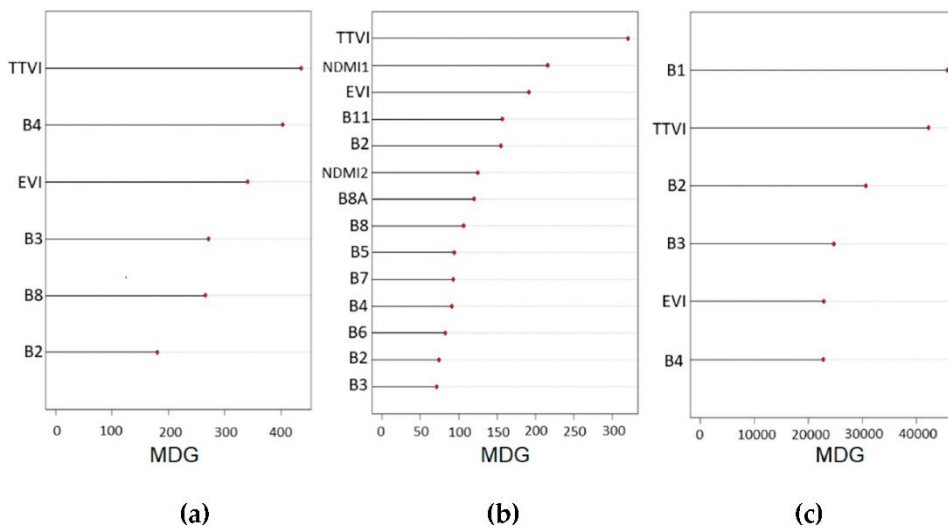 TTVI
B4
EVI
B3
B8
B2
0 100 200 300 400
MDG
(a)
TTVI
NDMI1
EVI
B11
B2
NDMI2
B8A
B8
B5
B7
B4
B6
B2
B3
0 50 100 150 200 250 300
MDG
(b)
B1
TTVI
B2
B3
EVI
B4
0 10000 20000 30000 40000
MDG
(c)